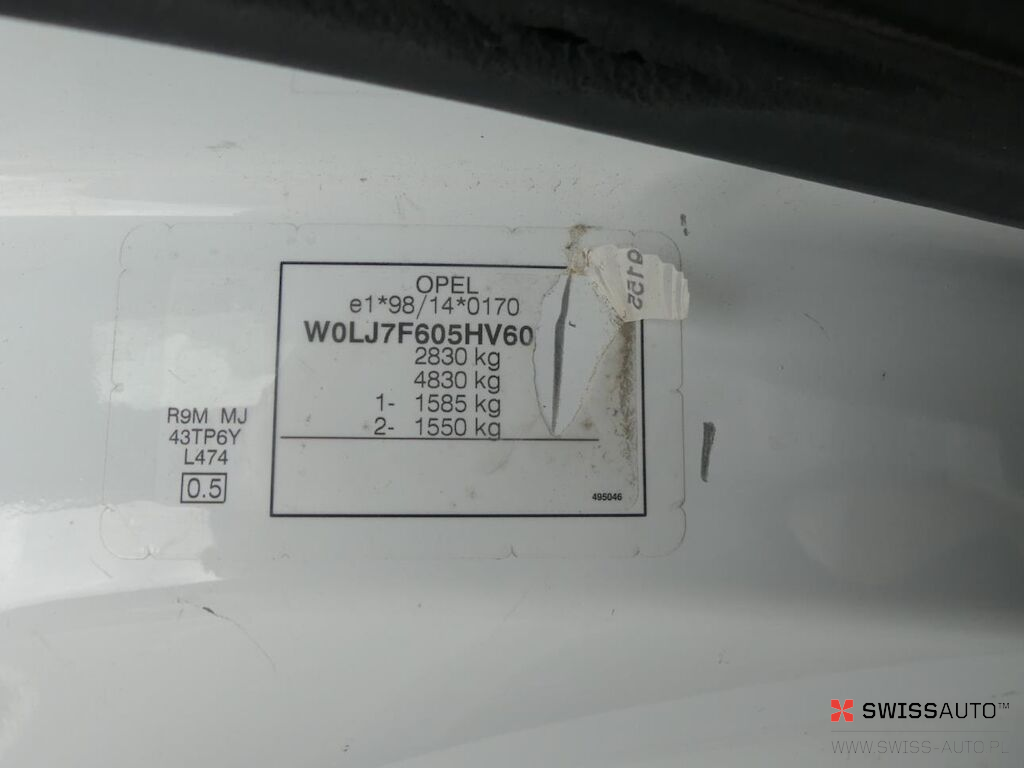 OPEL
e1*98/14*0170
W0LJ7F605HV60
2830 kg
4830 kg
1- 1585 kg
2- 1550 kg
495046
R9M MJ
43TP6Y
L474
0.5
SWISSAUTO™
WWW.SWISS-AUTO.PL